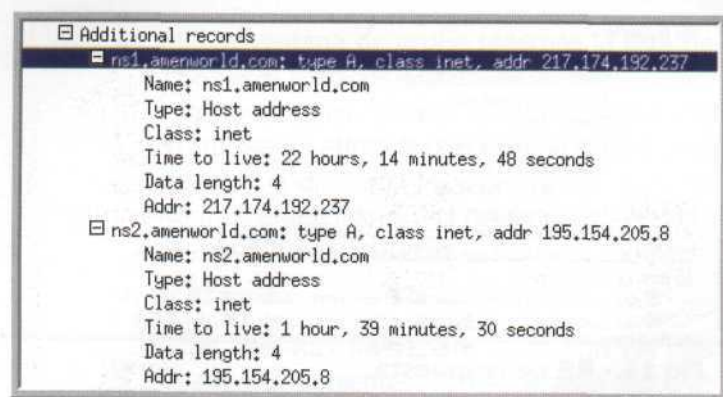 Additional records
ns1.amenworld.com: type A, class inet, addr 217.174.192.237
Name: ns1.amenworld.com
Type: Host address
Class: inet
Time to live: 22 hours, 14 minutes, 48 seconds
Data length: 4
Addr: 217.174.192.237
ns2.amenworld.com: type A, class inet, addr 195.154.205.8
Name: ns2.amenworld.com
Type: Host address
Class: inet
Time to live: 1 hour, 39 minutes, 30 seconds
Data length: 4
Addr: 195.154.205.8